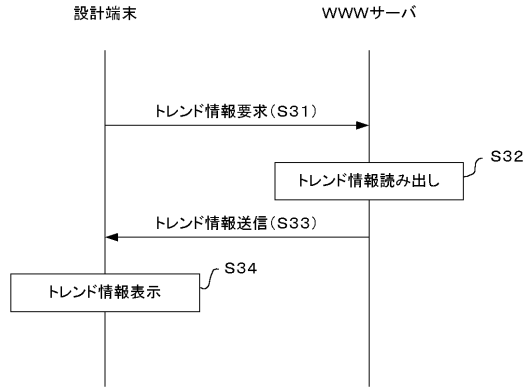 設計端末
WWWサーバ
トレンド情報要求（S31）
S32
トレンド情報読み出し
トレンド情報送信（S33）
S34
トレンド情報表示